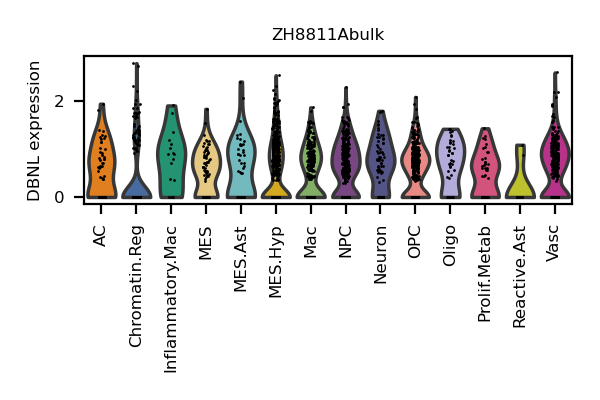 ZH8811Abulk
DBNL expression
2
0
AC
Chromatin.Reg
Inflammatory.Mac
MES
MES.Ast
MES.Hyp
Mac
NPC
Neuron
OPC
Oligo
Prolif.Metab
Reactive.Ast
Vasc